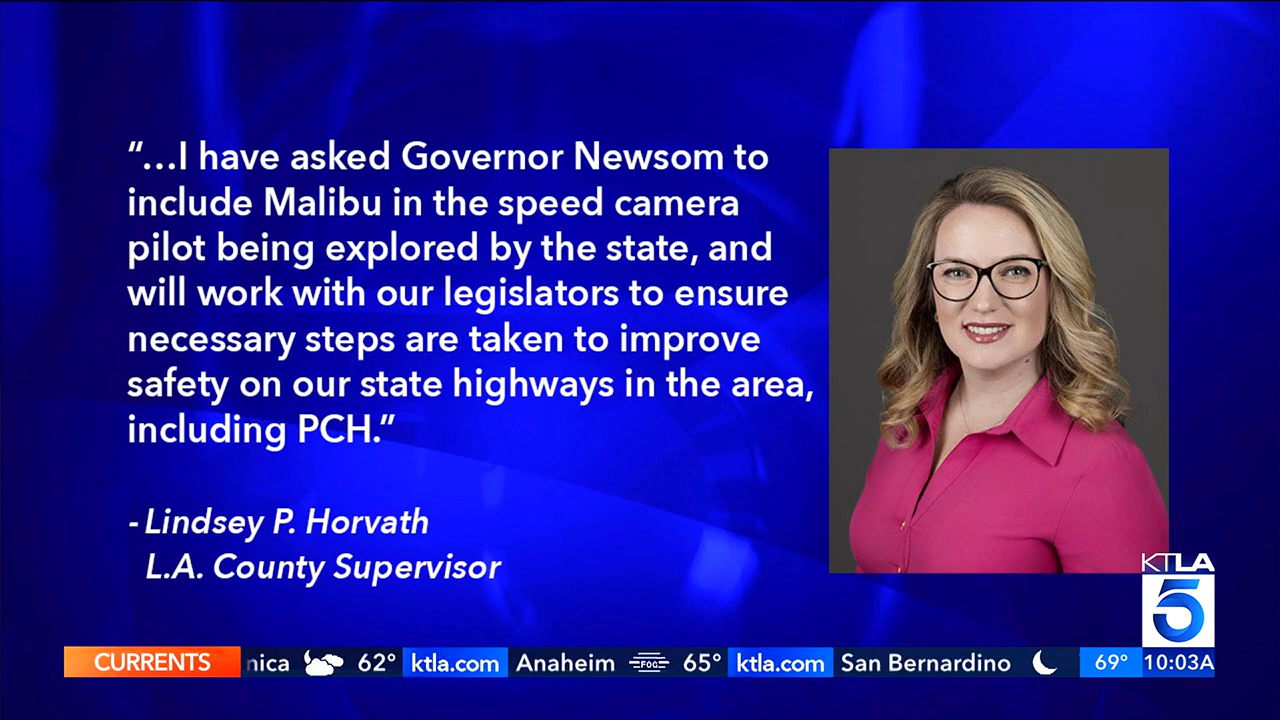 “...I have asked Governor Newsom to
include Malibu in the speed camera
pilot being explored by the state, and
will work with our legislators to ensure
necessary steps are taken to improve
safety on our state highways in the area,
including PCH.”
- Lindsey P. Horvath
L.A. County Supervisor
KTLA
5
CURRENTS nica 62° ktla.com Anaheim FOG 65° ktla.com San Bernardino 69° 10:03A